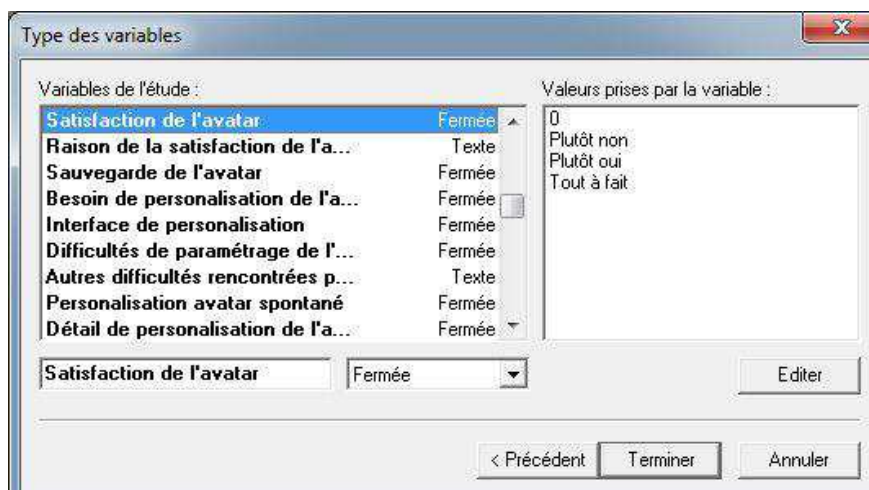 Type des variables
Variables de l'étude :
Valeurs prises par la variable :
Satisfaction de l'avatar Fermée
Raison de la satisfaction de l'a... Texte
Sauvegarde de l'avatar Fermée
Besoin de personalisation de l'a... Fermée
Interface de personalisation Fermée
Difficultés de paramétrage de l'... Fermée
Autres difficultés rencontrées p... Texte
Personalisation avatar spontané Fermée
Détail de personalisation de l'a... Fermée
0
Plutôt non
Plutôt oui
Tout à fait
Satisfaction de l'avatar Fermée Editer
< Précédent Terminer Annuler